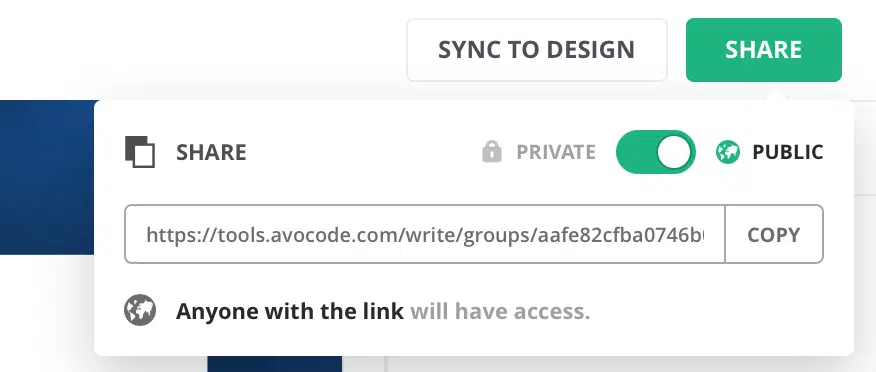 SYNC TO DESIGN
SHARE
SHARE
PRIVATE
PUBLIC
https://tools.avocode.com/write/groups/aafe82cfba0746b
COPY
Anyone with the link will have access.